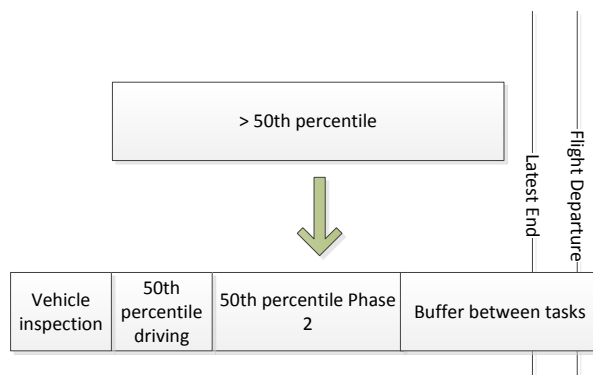 > 50th percentile
Latest End
Flight Departure
Vehicle
inspection
50th
percentile
driving
50th percentile Phase
2
Buffer between tasks